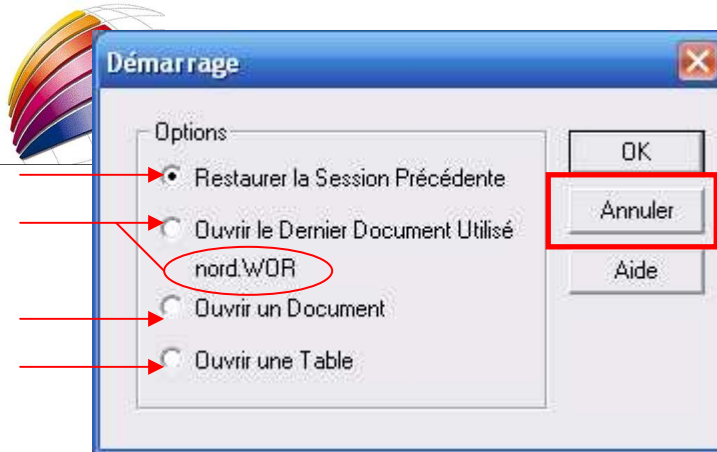 Démarrage
Options
Restaurer la Session Précédente
Ouvrir le Dernier Document Utilisé
nord.WOR
Ouvrir un Document
Ouvrir une Table
OK
Annuler
Aide